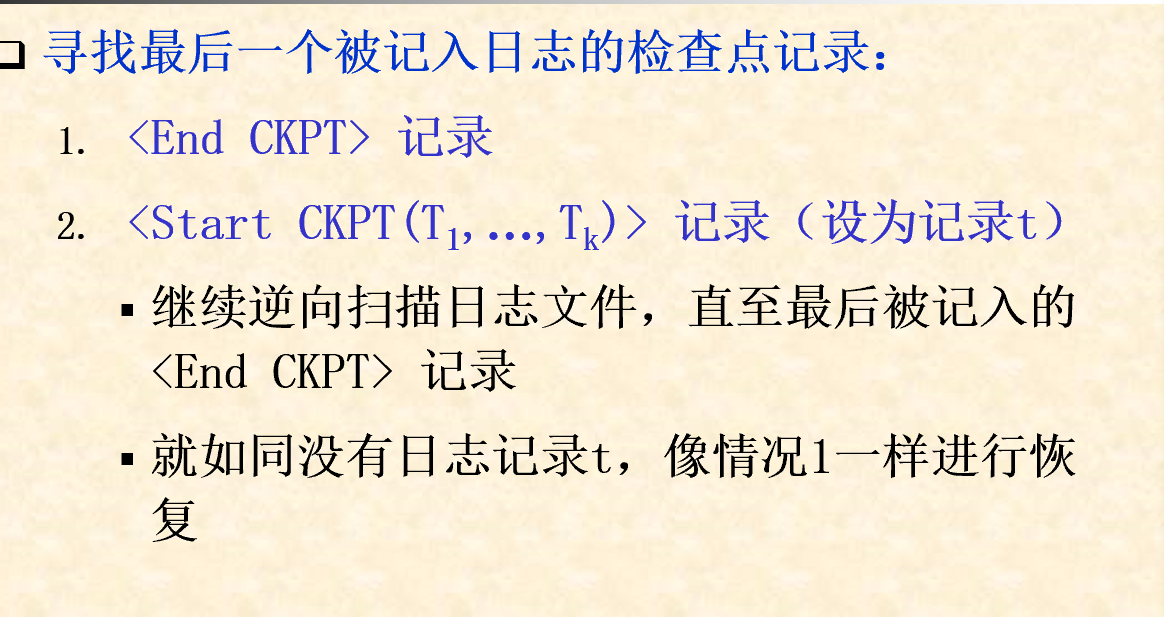 寻找最后一个被记入日志的检查点记录：
1. <End CKPT> 记录
2. <Start CKPT(T1,…,Tk)> 记录（设为记录t）
▪ 继续逆向扫描日志文件，直至最后被记入的
<End CKPT> 记录
▪ 就如同没有日志记录t，像情况1一样进行恢
复